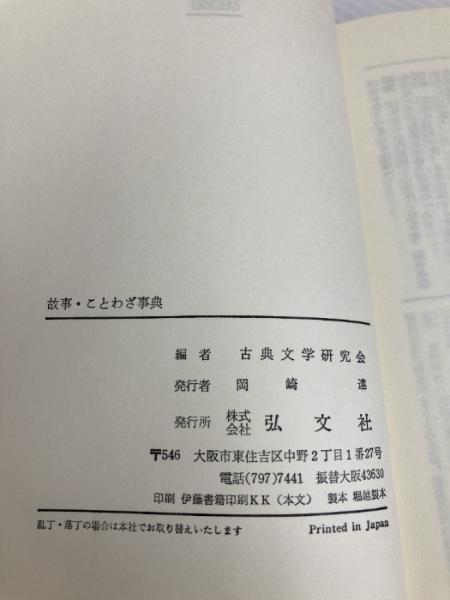 故事・ことわざ事典
編者 古典文学研究会
発行者 岡崎 達
発行所 株式会社 弘文社
〒546 大阪市東住吉区中野2丁目1番27号
電話(797)7441 振替大阪43630
印刷 伊藤書籍印刷KK(本文) 製本 堀越製本
乱丁・落丁の場合は本社でお取り替えいたします Printed in Japan